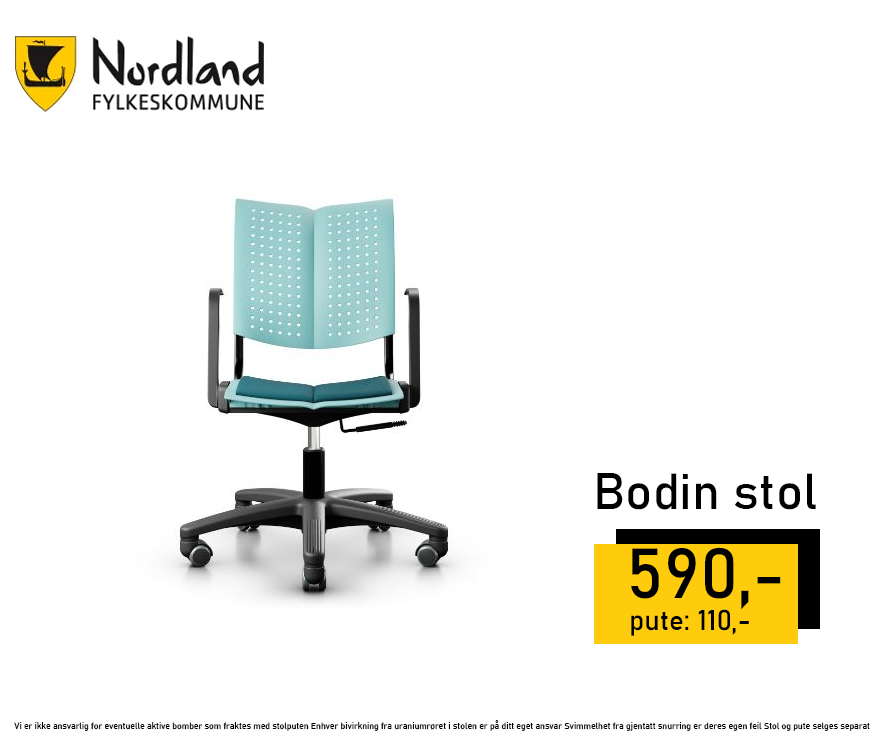 Nordland
FYLKESKOMMUNE
Bodin stol
590,-
pute: 110,-
Vi er ikke ansvarlig for eventuelle aktive bomber som fraktes med stolputen Enhver bivirkning fra uraniumrøret i stolen er på ditt eget ansvar Svimmelhet fra gjentatt snurring er deres egen feil Stol og pute selges separat